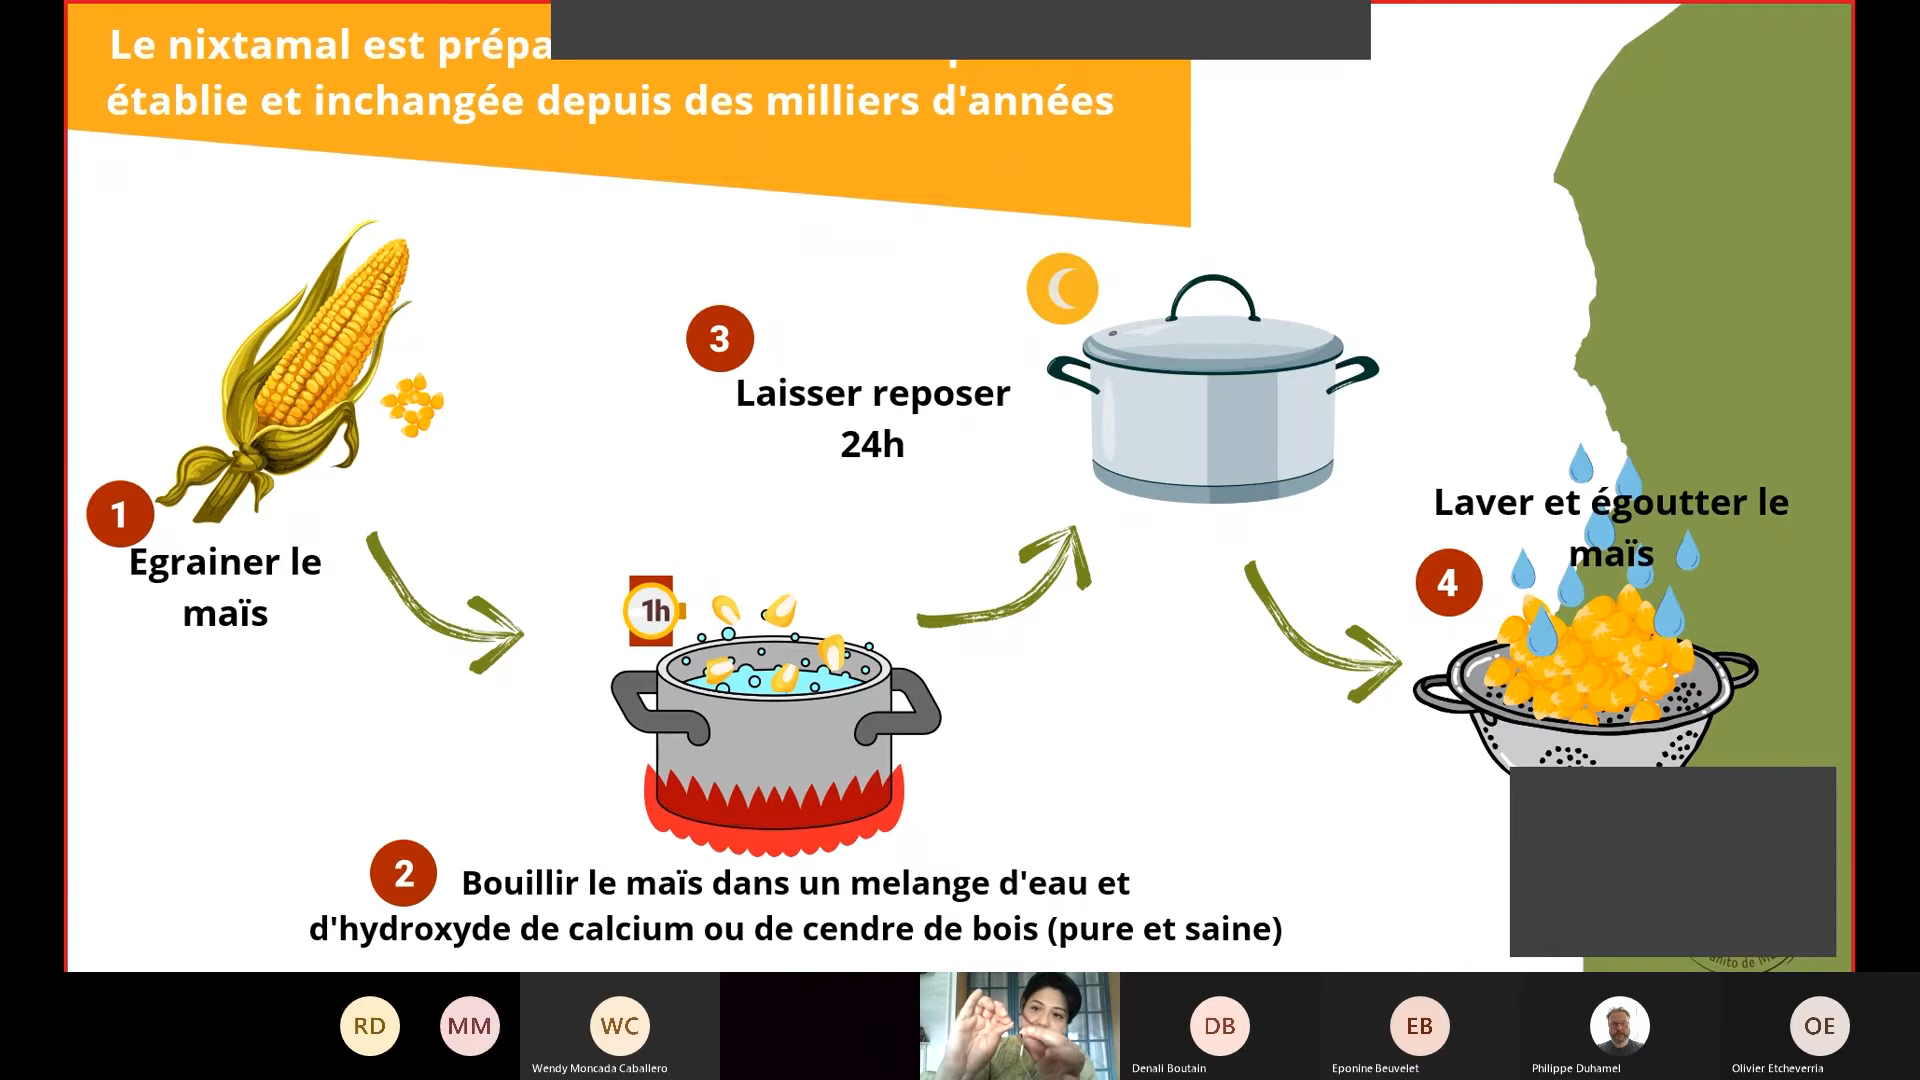 Le nixtamal est prépa
établie et inchangée depuis des milliers d'années
1
Egrainer le
maïs
1h
2
Bouillir le maïs dans un melange d'eau et
d'hydroxyde de calcium ou de cendre de bois (pure et saine)
3
Laisser reposer
24h
4
Laver et égoutter le
maïs
RD
MM
WC
Wendy Moncada Caballero
DB
Denali Boutain
EB
Eponine Beuvelet
Philippe Duhamel
OE
Olivier Etcheverria